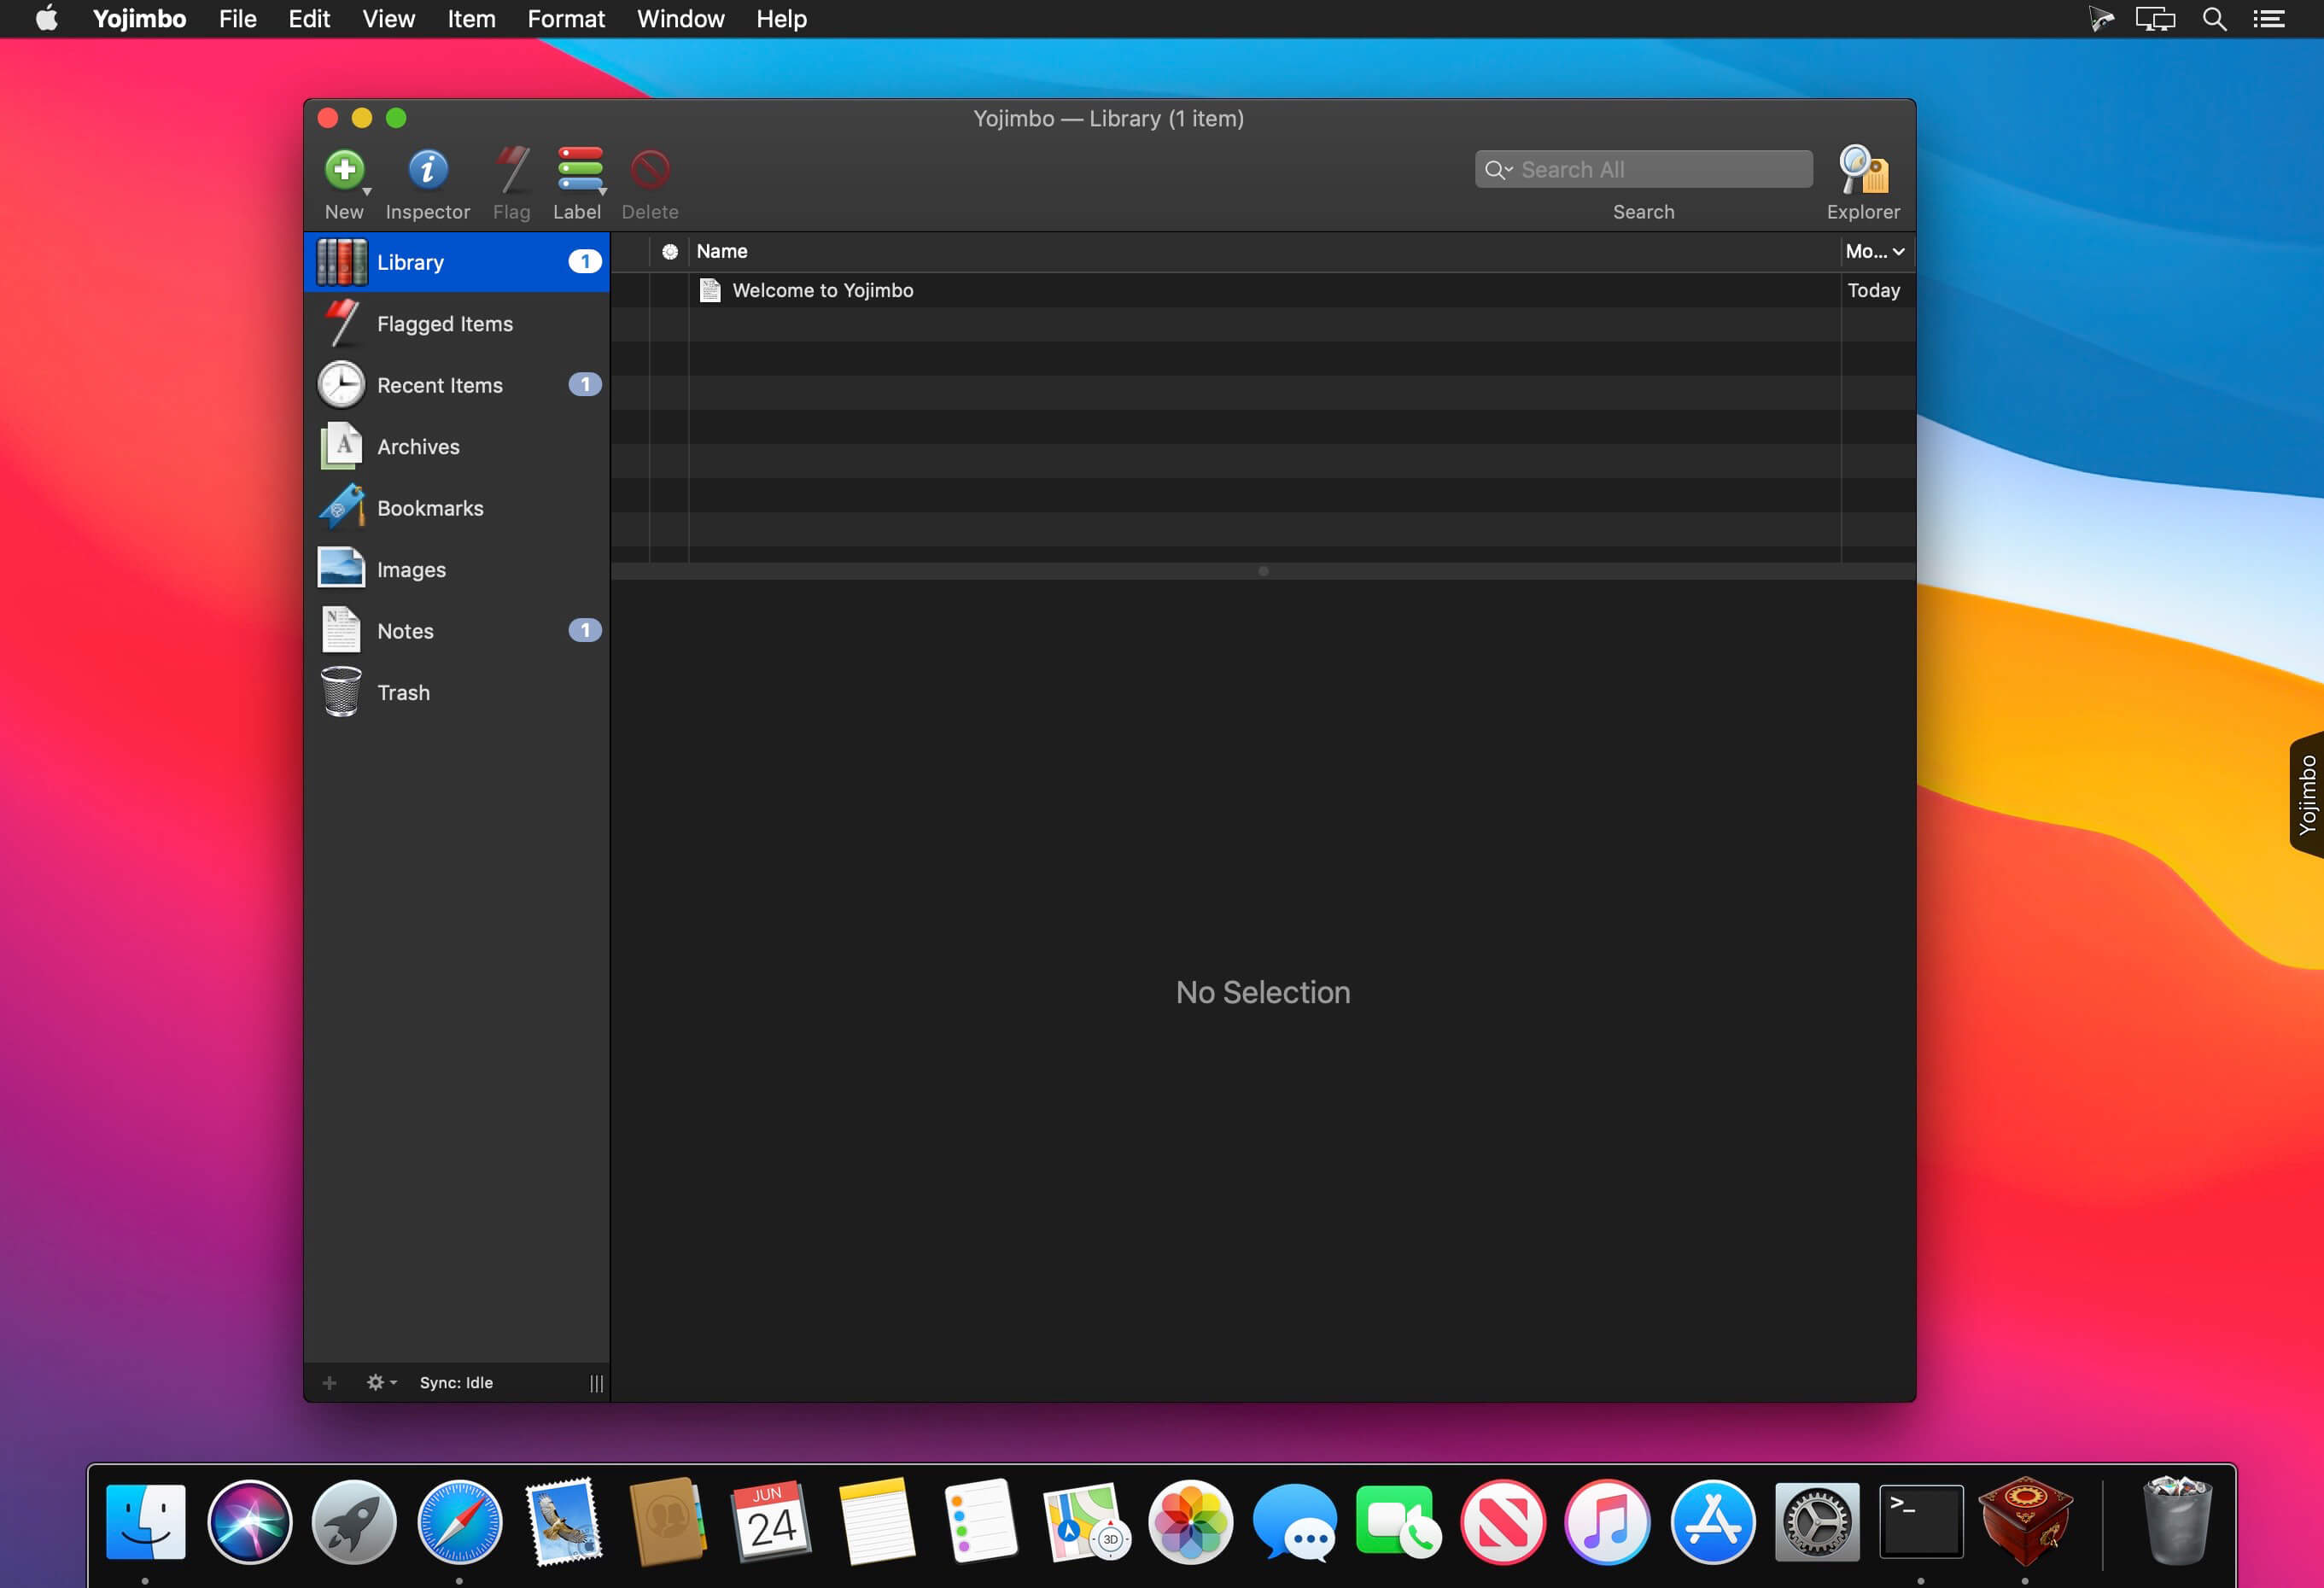 Yojimbo File Edit View Item Format Window Help
Yojimbo — Library (1 item)
New Inspector Flag Label Delete
Search All
Search Explorer
Library 1
Flagged Items
Recent Items 1
Archives
Bookmarks
Images
Notes 1
Trash
Name Mo...
Welcome to Yojimbo Today
No Selection
Sync: Idle
Yojimbo
JUN
24
3D
>_